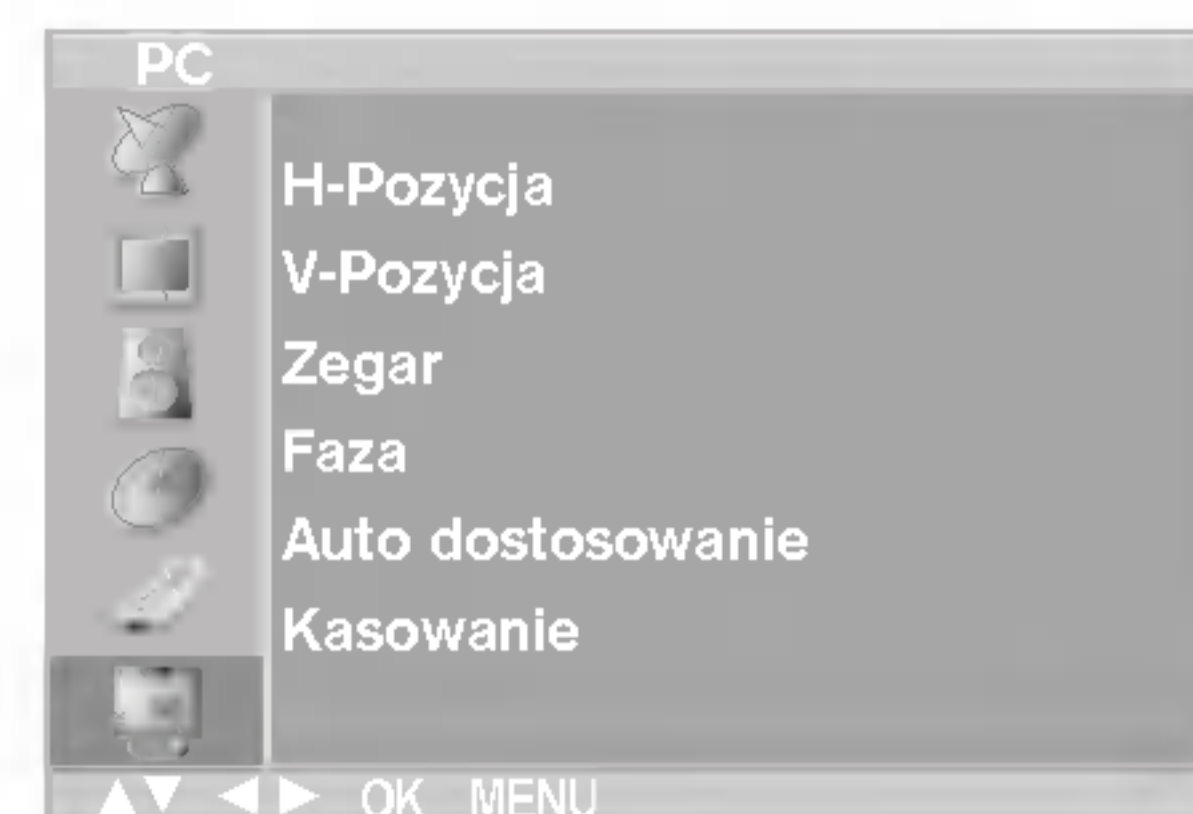 PC
H-Pozycja
V-Pozycja
Zegar
Faza
Auto dostosowanie
Kasowanie
▲▼ ◀▶ OK MENU